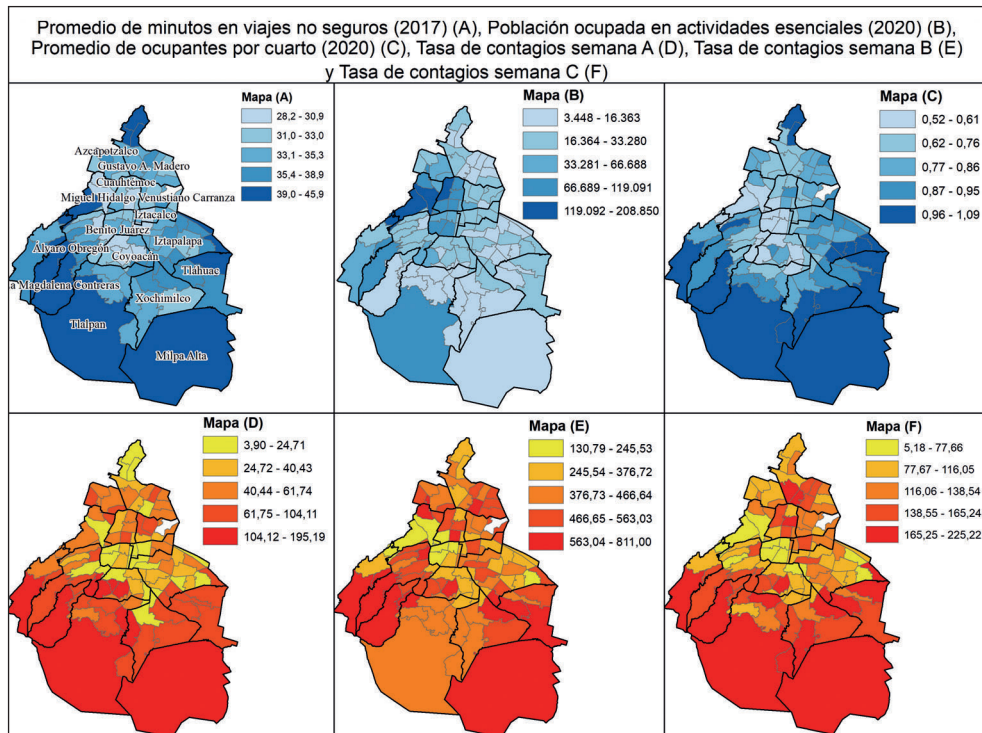 Promedio de minutos en viajes no seguros (2017) (A), Población ocupada en actividades esenciales (2020) (B),
Promedio de ocupantes por cuarto (2020) (C), Tasa de contagios semana A (D), Tasa de contagios semana B (E)
y Tasa de contagios semana C (F)
Mapa (A)
28,2 - 30,9
31,0 - 33,0
33,1 - 35,3
35,4 - 38,9
39,0 - 45,9
Azcapotzalco
Gustavo A. Madero
Cuauhtémoc
Miguel Hidalgo Venustiano Carranza
Iztacalco
Benito Juárez
Iztapalapa
Álvaro Obregón
Coyoacán
Tláhuac
a Magdalena Contreras
Xochimilco
Tlalpan
Milpa Alta
Mapa (B)
3.448 - 16.363
16.364 - 33.280
33.281 - 66.688
66.689 - 119.091
119.092 - 208.850
Mapa (C)
0,52 - 0,61
0,62 - 0,76
0,77 - 0,86
0,87 - 0,95
0,96 - 1,09
Mapa (D)
3,90 - 24,71
24,72 - 40,43
40,44 - 61,74
61,75 - 104,11
104,12 - 195,19
Mapa (E)
130,79 - 245,53
245,54 - 376,72
376,73 - 466,64
466,65 - 563,03
563,04 - 811,00
Mapa (F)
5,18 - 77,66
77,67 - 116,05
116,06 - 138,54
138,55 - 165,24
165,25 - 225,22